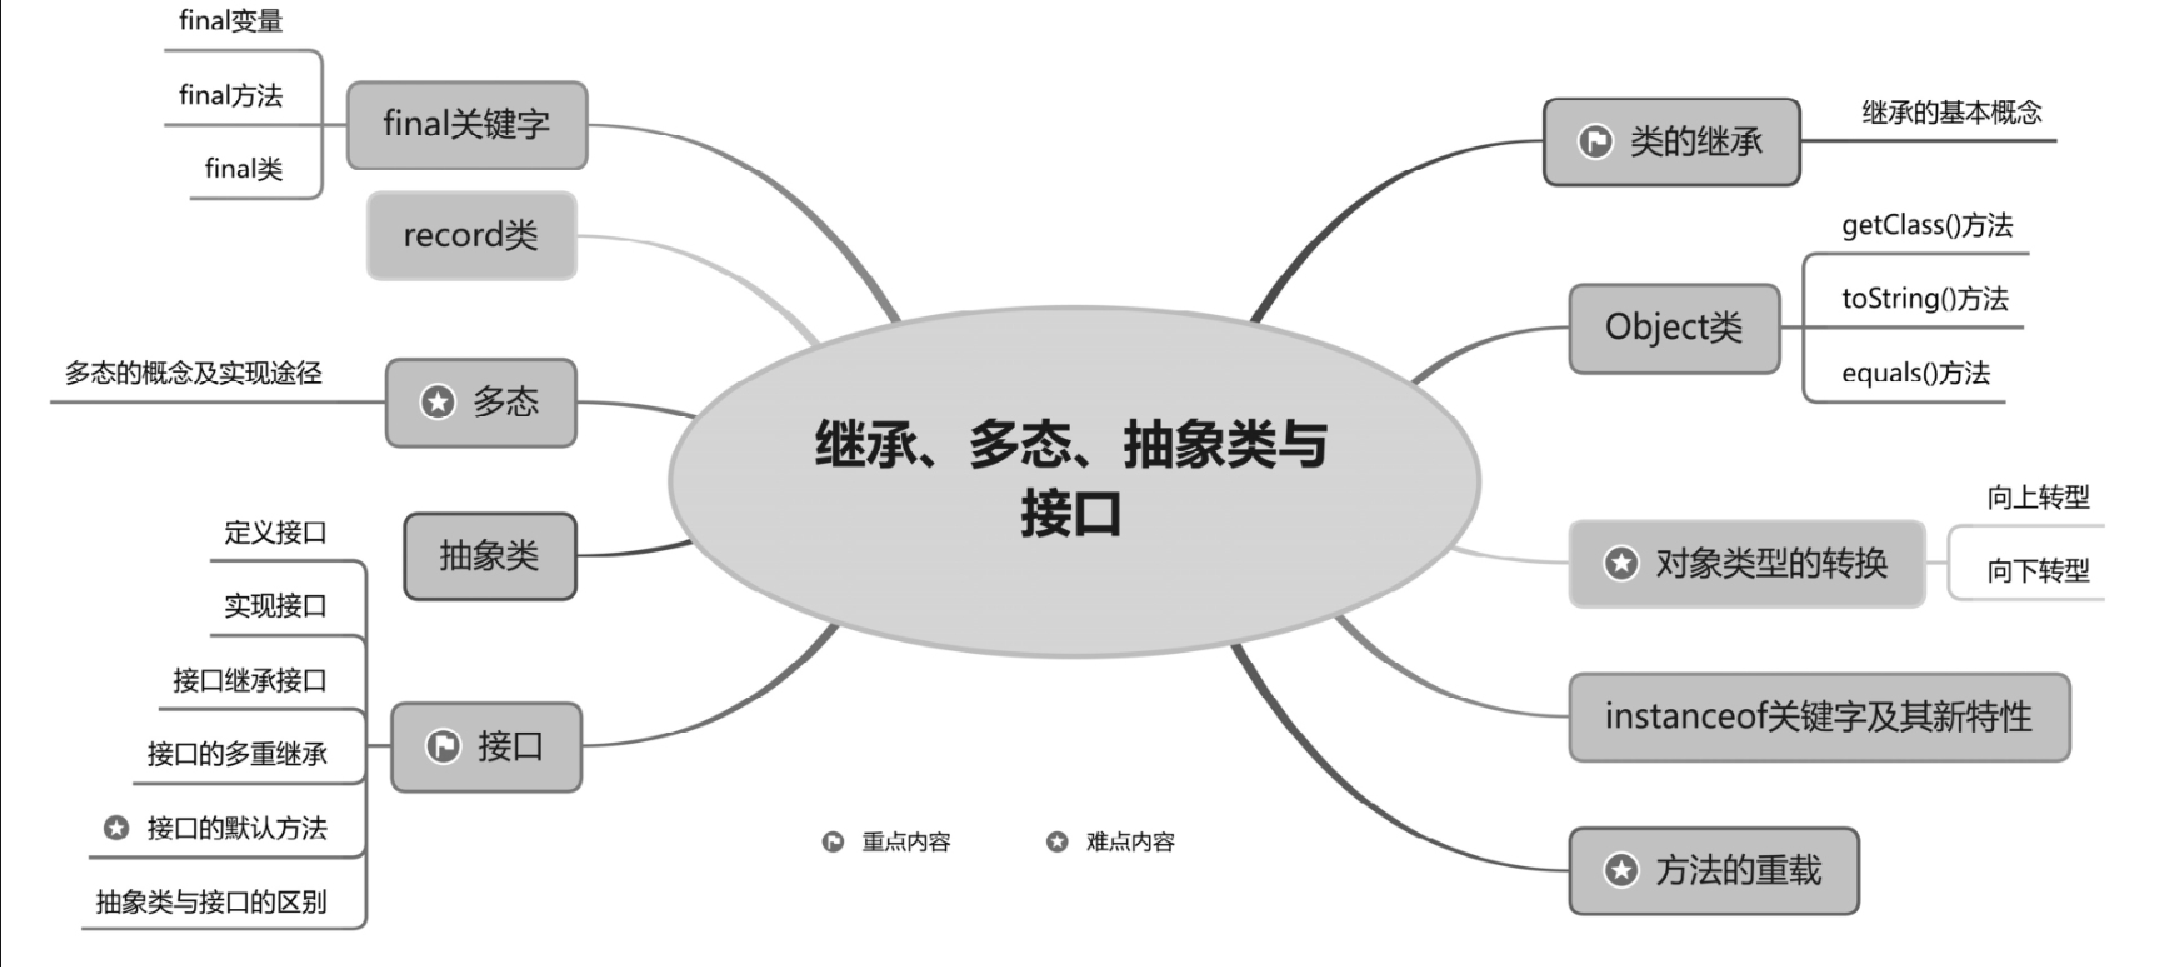 继承、多态、抽象类与
接口
类的继承
继承的基本概念
Object类
getClass()方法
toString()方法
equals()方法
对象类型的转换
向上转型
向下转型
instanceof关键字及其新特性
方法的重载
final关键字
final变量
final方法
final类
record类
多态
多态的概念及实现途径
抽象类
接口
定义接口
实现接口
接口继承接口
接口的多重继承
接口的默认方法
抽象类与接口的区别
重点内容
难点内容